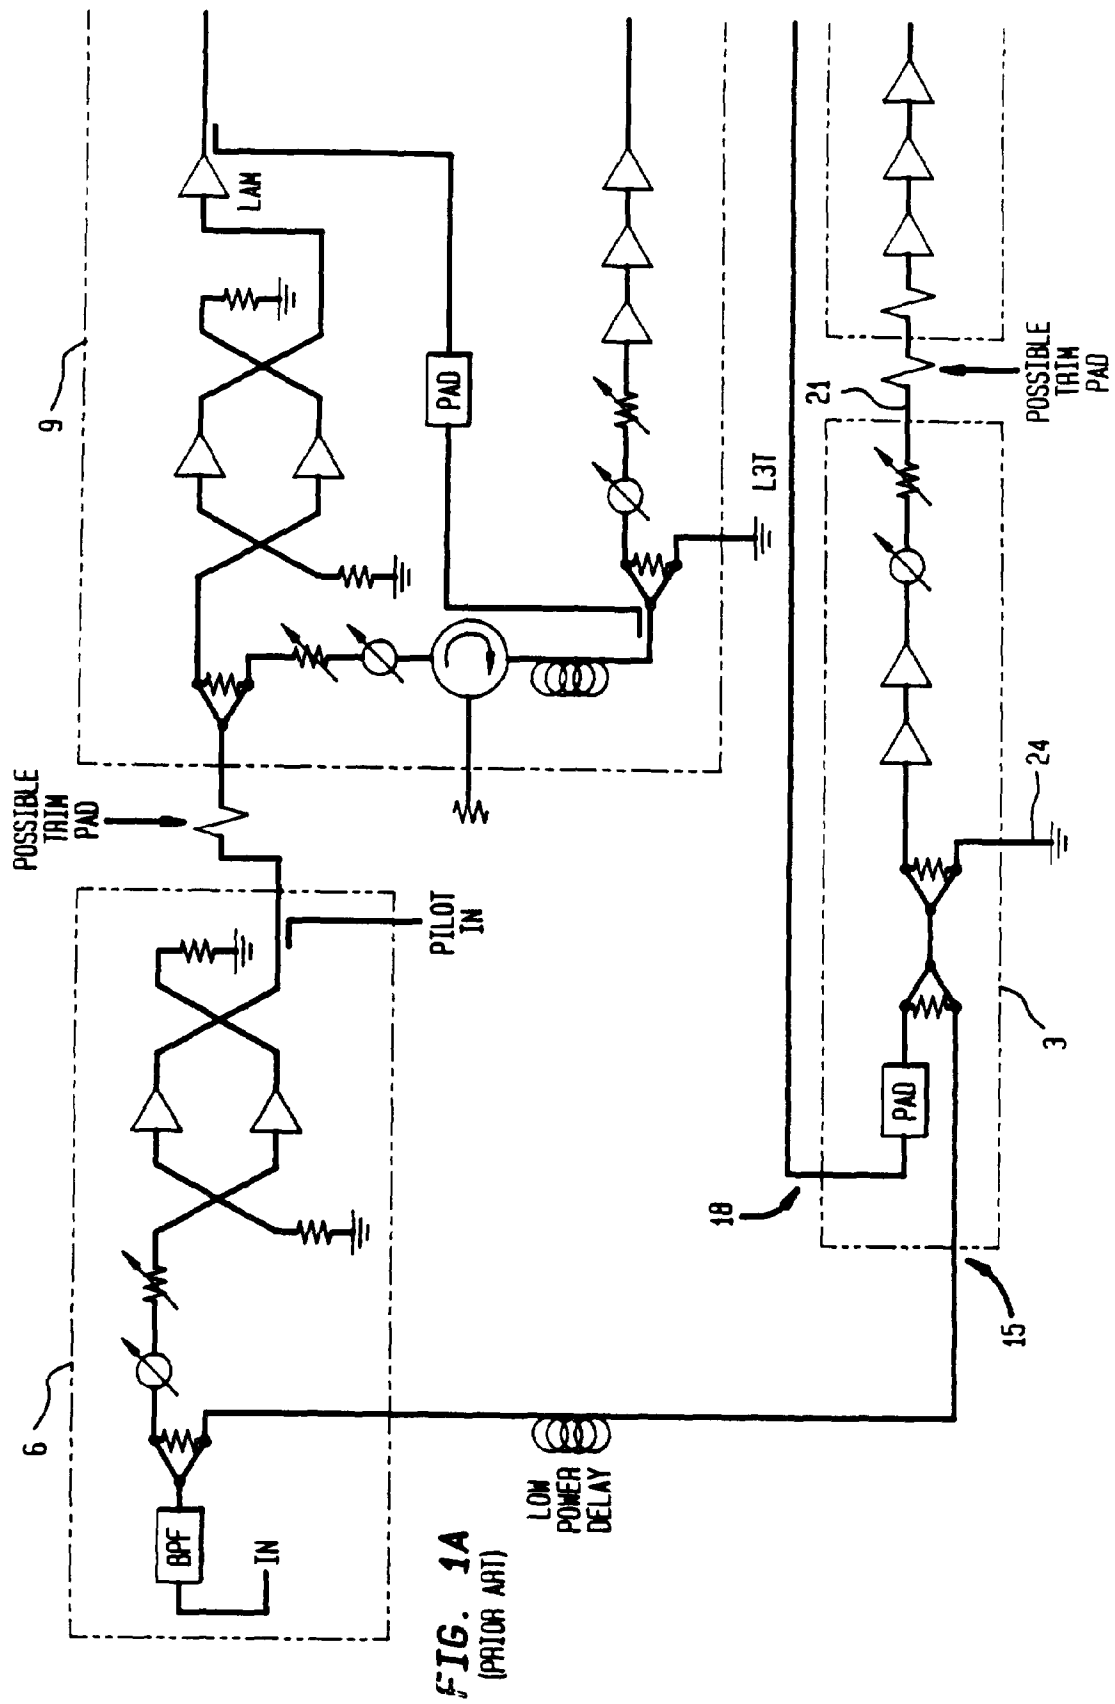 9
LAM
PAD
POSSIBLE
TRIM
PAD
PILOT
IN
6
BPF
IN
LOW
POWER
DELAY
L3T
21
POSSIBLE
TRIM
PAD
24
PAD
3
18
15
FIG. 1A
(PRIOR ART)